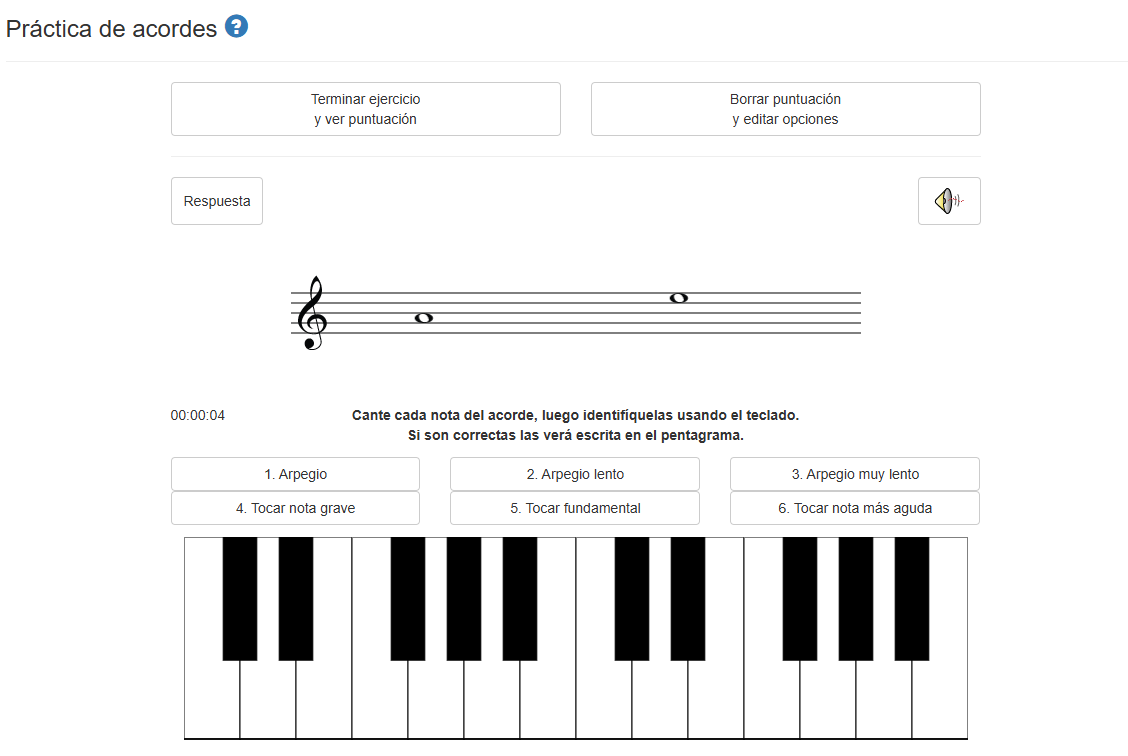 Práctica de acordes ?
Terminar ejercicio
y ver puntuación
Borrar puntuación
y editar opciones
Respuesta
00:00:04
Cante cada nota del acorde, luego identifíquelas usando el teclado.
Si son correctas las verá escrita en el pentagrama.
1. Arpegio
2. Arpegio lento
3. Arpegio muy lento
4. Tocar nota grave
5. Tocar fundamental
6. Tocar nota más aguda